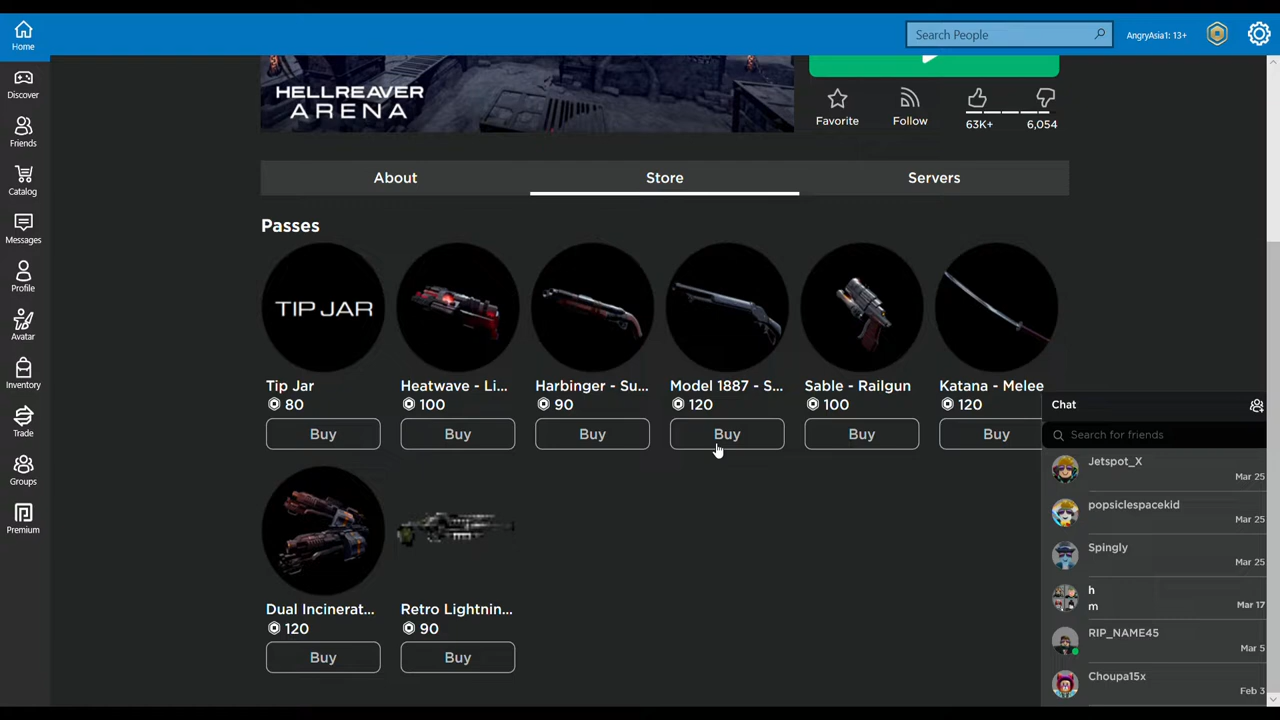 Home
Search People
AngryAsia1: 13+
Discover
Friends
Catalog
Messages
Profile
Avatar
Inventory
Trade
Groups
Premium
HELLREAVER
ARENA
Favorite
Follow
63K+
6,054
About
Store
Servers
Passes
TIP JAR
Tip Jar
80
Buy
Heatwave - Li...
100
Buy
Harbinger - Su...
90
Buy
Model 1887 - S...
120
Buy
Sable - Railgun
100
Buy
Katana - Melee
120
Buy
Dual Incinerat...
120
Buy
Retro Lightnin...
90
Buy
Chat
Search for friends
Jetspot_X
Mar 25
popsiclespacekid
Mar 25
Spingly
Mar 25
h
m
Mar 17
RIP_NAME45
Mar 5
Choupa15x
Feb 3